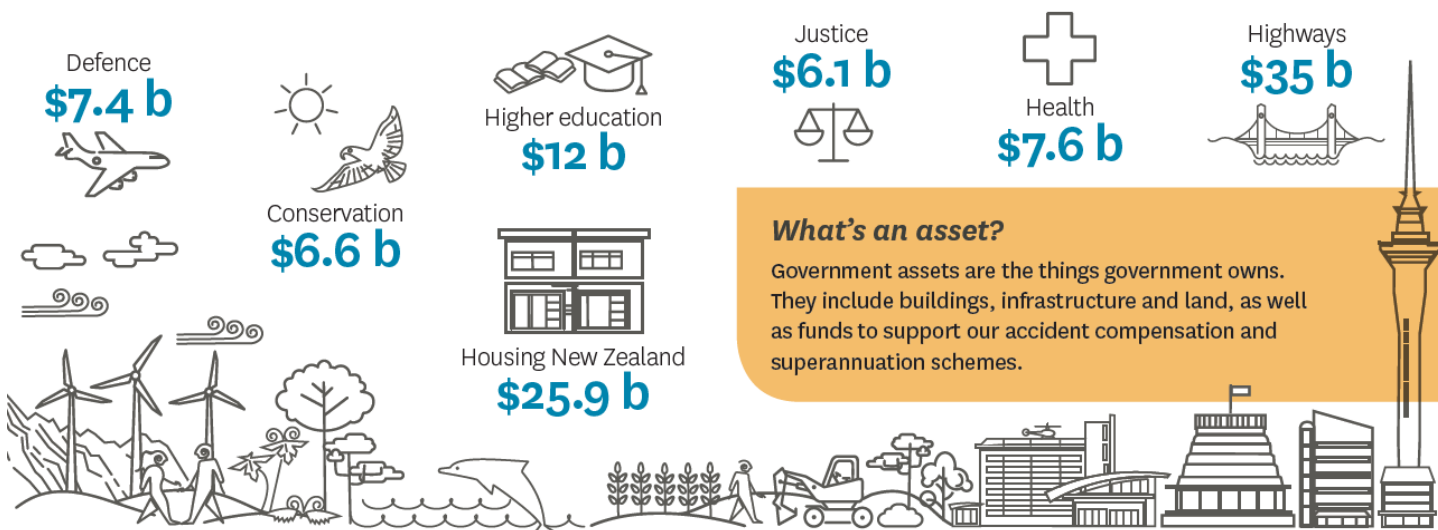 Defence
$7.4 b
Conservation
$6.6 b
Higher education
$12 b
Housing New Zealand
$25.9 b
Justice
$6.1 b
Health
$7.6 b
Highways
$35 b
What's an asset?
Government assets are the things government owns.
They include buildings, infrastructure and land, as well
as funds to support our accident compensation and
superannuation schemes.